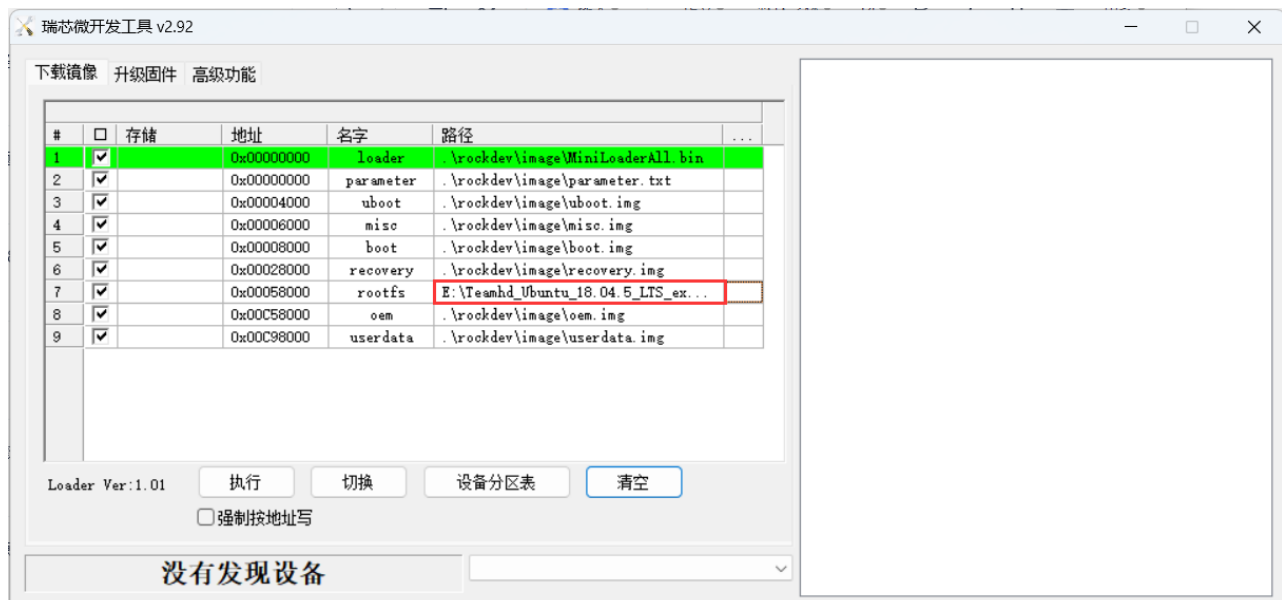 瑞芯微开发工具 v2.92
下载镜像 升级固件 高级功能
# 存储 地址 名字 路径 ...
1 0x00000000 loader .\rockdev\image\MiniLoaderAll.bin
2 0x00000000 parameter .\rockdev\image\parameter.txt
3 0x00004000 uboot .\rockdev\image\uboot.img
4 0x00006000 misc .\rockdev\image\misc.img
5 0x00008000 boot .\rockdev\image\boot.img
6 0x00028000 recovery .\rockdev\image\recovery.img
7 0x00058000 rootfs E:\Teamhd_Ubuntu_18.04.5_LTS_ex...
8 0x00C58000 oem .\rockdev\image\oem.img
9 0x00C98000 userdata .\rockdev\image\userdata.img
Loader Ver:1.01 执行 切换 设备分区表 清空
强制按地址写
没有发现设备